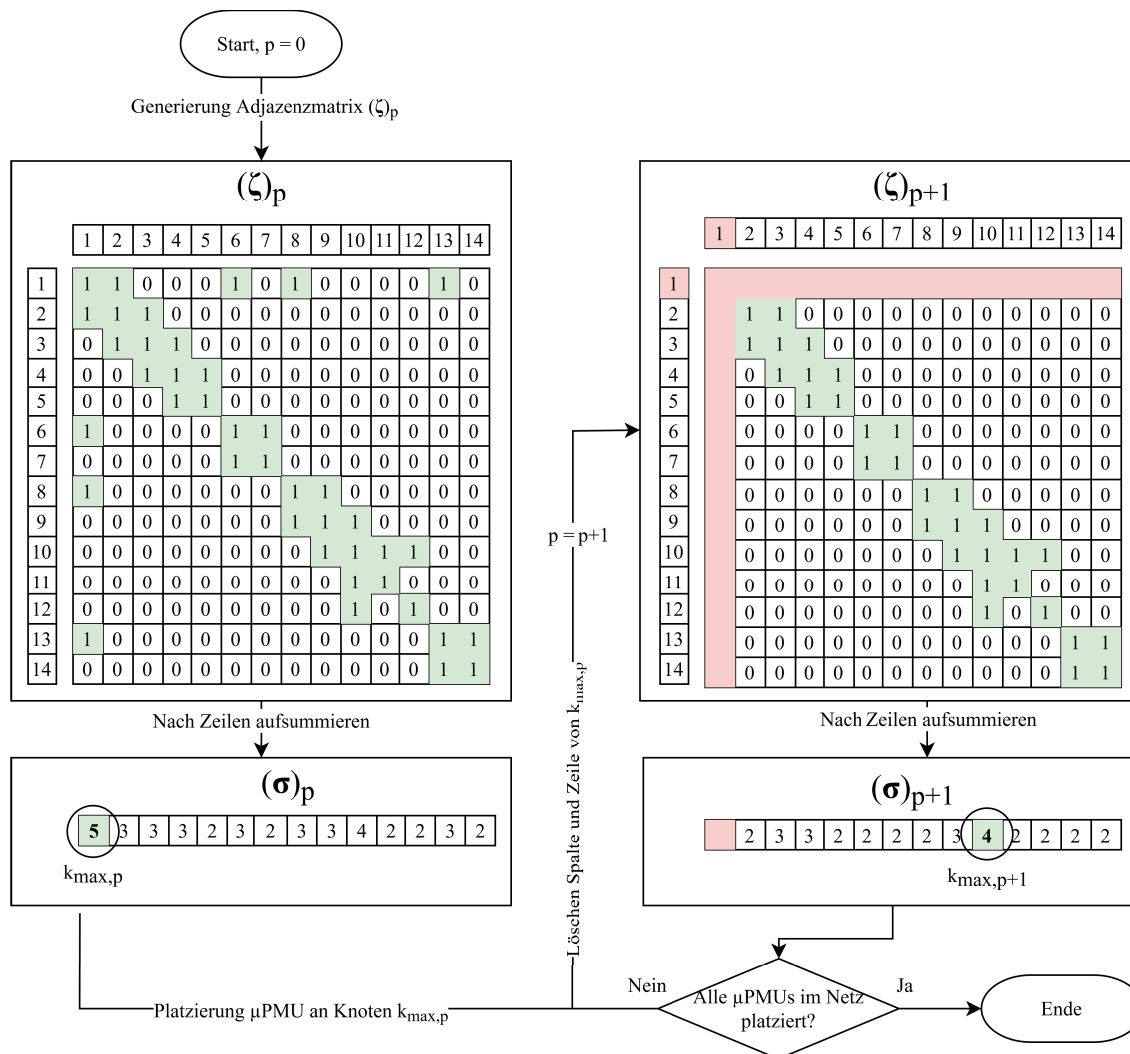 Start, p = 0
Generierung Adjazenzmatrix (ζ)p
(ζ)p
1 2 3 4 5 6 7 8 9 10 11 12 13 14
1 1 1 0 0 0 1 0 1 0 0 0 0 1 0
2 1 1 1 0 0 0 0 0 0 0 0 0 0 0
3 0 1 1 1 0 0 0 0 0 0 0 0 0 0
4 0 0 1 1 1 0 0 0 0 0 0 0 0 0
5 0 0 0 1 1 0 0 0 0 0 0 0 0 0
6 1 0 0 0 0 1 1 0 0 0 0 0 0 0
7 0 0 0 0 0 1 1 0 0 0 0 0 0 0
8 1 0 0 0 0 0 0 1 1 0 0 0 0 0
9 0 0 0 0 0 0 0 1 1 1 0 0 0 0
10 0 0 0 0 0 0 0 0 1 1 1 1 0 0
11 0 0 0 0 0 0 0 0 0 1 1 0 0 0
12 0 0 0 0 0 0 0 0 0 1 0 1 0 0
13 1 0 0 0 0 0 0 0 0 0 0 0 1 1
14 0 0 0 0 0 0 0 0 0 0 0 0 1 1
Nach Zeilen aufsummieren
(σ)p
5 3 3 3 2 3 2 3 3 4 2 2 3 2
kmax,p
Platzierung µPMU an Knoten kmax,p
Löschen Spalte und Zeile von kmax,p
p = p+1
(ζ)p+1
1 2 3 4 5 6 7 8 9 10 11 12 13 14
1
2 1 1 0 0 0 0 0 0 0 0 0 0 0
3 1 1 1 0 0 0 0 0 0 0 0 0 0
4 0 1 1 1 0 0 0 0 0 0 0 0 0
5 0 0 1 1 0 0 0 0 0 0 0 0 0
6 0 0 0 0 1 1 0 0 0 0 0 0 0
7 0 0 0 0 1 1 0 0 0 0 0 0 0
8 0 0 0 0 0 0 1 1 0 0 0 0 0
9 0 0 0 0 0 0 1 1 1 0 0 0 0
10 0 0 0 0 0 0 0 1 1 1 1 0 0
11 0 0 0 0 0 0 0 0 1 1 0 0 0
12 0 0 0 0 0 0 0 0 1 0 1 0 0
13 0 0 0 0 0 0 0 0 0 0 0 1 1
14 0 0 0 0 0 0 0 0 0 0 0 1 1
Nach Zeilen aufsummieren
(σ)p+1
2 3 3 2 2 2 2 3 4 2 2 2 2
kmax,p+1
Nein
Alle µPMUs im Netz
platziert?
Ja
Ende